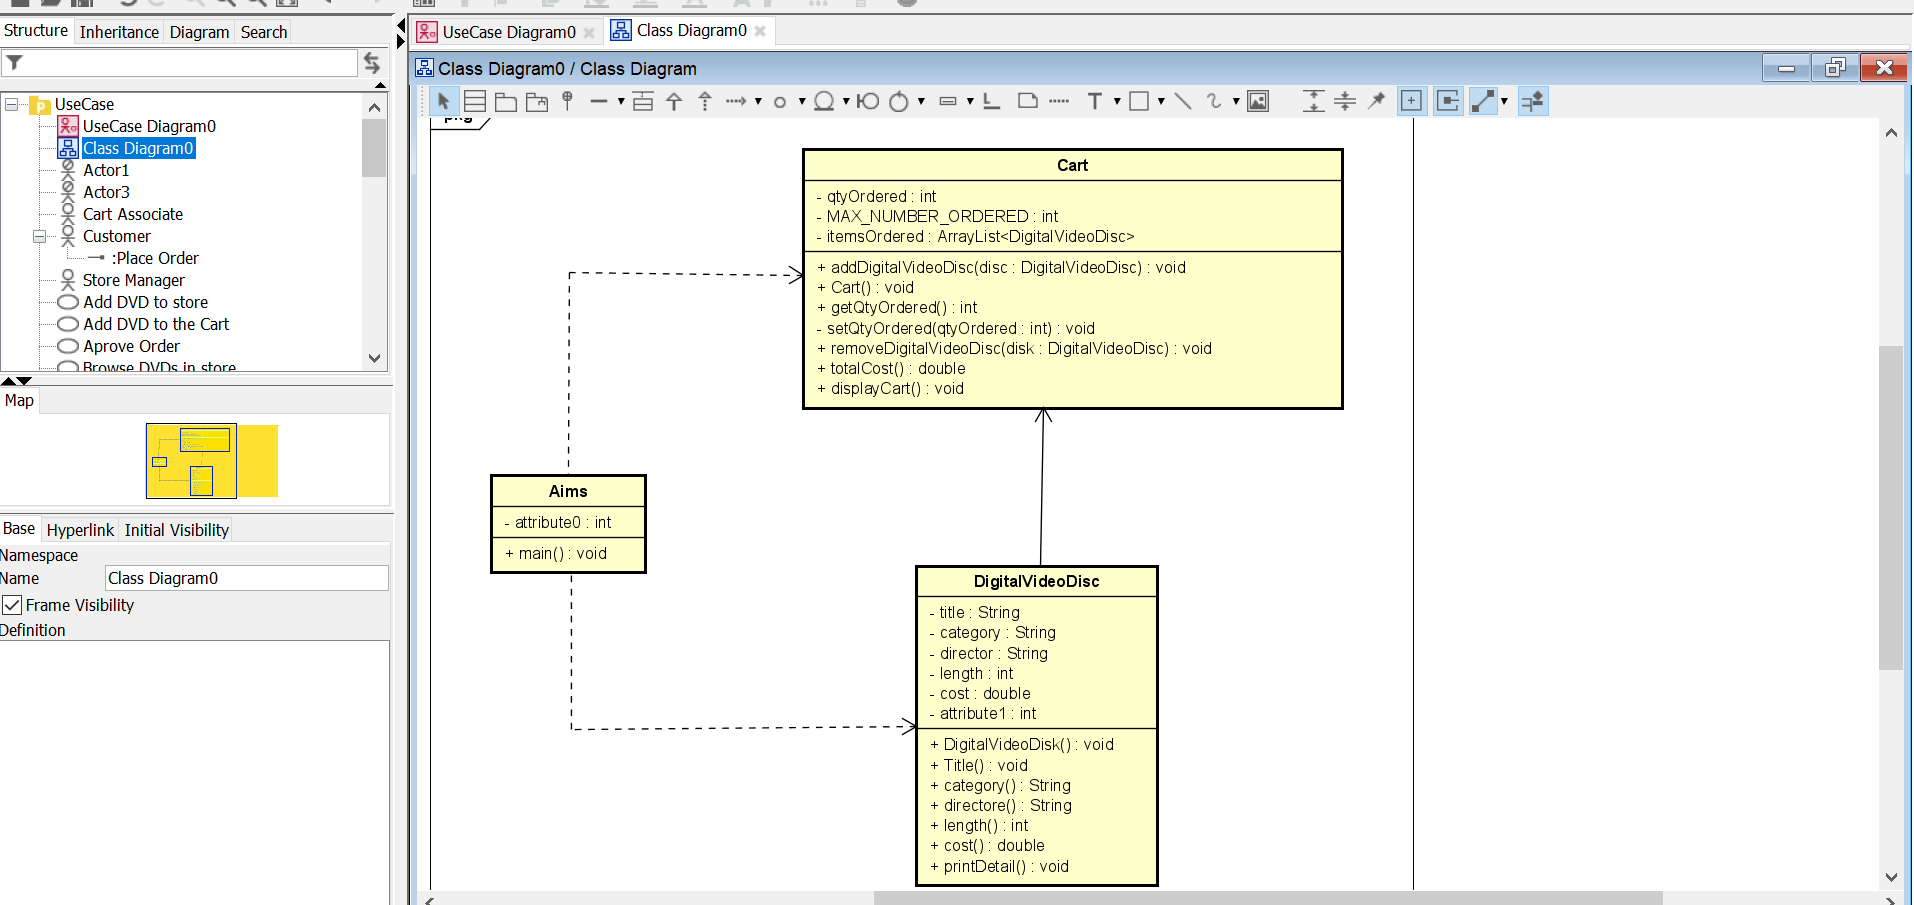 Structure Inheritance Diagram Search
UseCase
UseCase Diagram0
Class Diagram0
Actor1
Actor3
Cart Associate
Customer
:Place Order
Store Manager
Add DVD to store
Add DVD to the Cart
Aprove Order
Browse DVDs in store
Map
Base Hyperlink Initial Visibility
Namespace
Name Class Diagram0
Frame Visibility
Definition
UseCase Diagram0 Class Diagram0
Class Diagram0 / Class Diagram
pkg
Cart
- qtyOrdered : int
- MAX_NUMBER_ORDERED : int
- itemsOrdered : ArrayList<DigitalVideoDisc>
+ addDigitalVideoDisc(disc : DigitalVideoDisc) : void
+ Cart() : void
+ getQtyOrdered() : int
- setQtyOrdered(qtyOrdered : int) : void
+ removeDigitalVideoDisc(disk : DigitalVideoDisc) : void
+ totalCost() : double
+ displayCart() : void
Aims
- attribute0 : int
+ main() : void
DigitalVideoDisc
- title : String
- category : String
- director : String
- length : int
- cost : double
- attribute1 : int
+ DigitalVideoDisk() : void
+ Title() : void
+ category() : String
+ directore() : String
+ length() : int
+ cost() : double
+ printDetail() : void